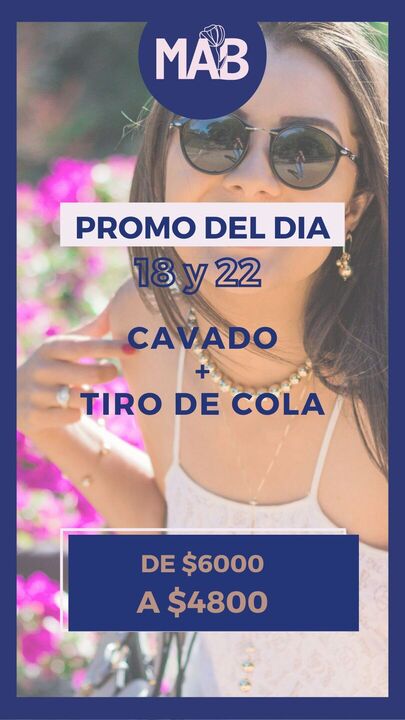 MAB
PROMO DEL DIA
18 y 22
CAVADO
+
TIRO DE COLA
DE $6000
A $4800